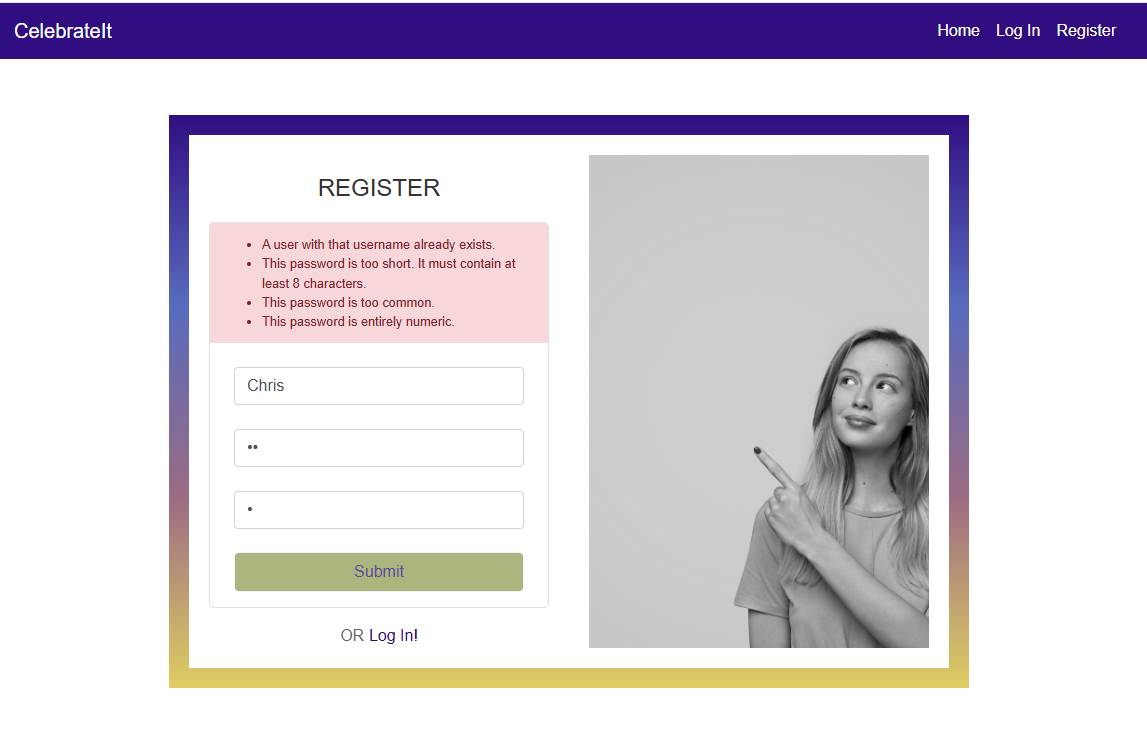 CelebrateIt
Home Log In Register
REGISTER
A user with that username already exists.
This password is too short. It must contain at
least 8 characters.
This password is too common.
This password is entirely numeric.
Chris
••
•
Submit
OR Log In!